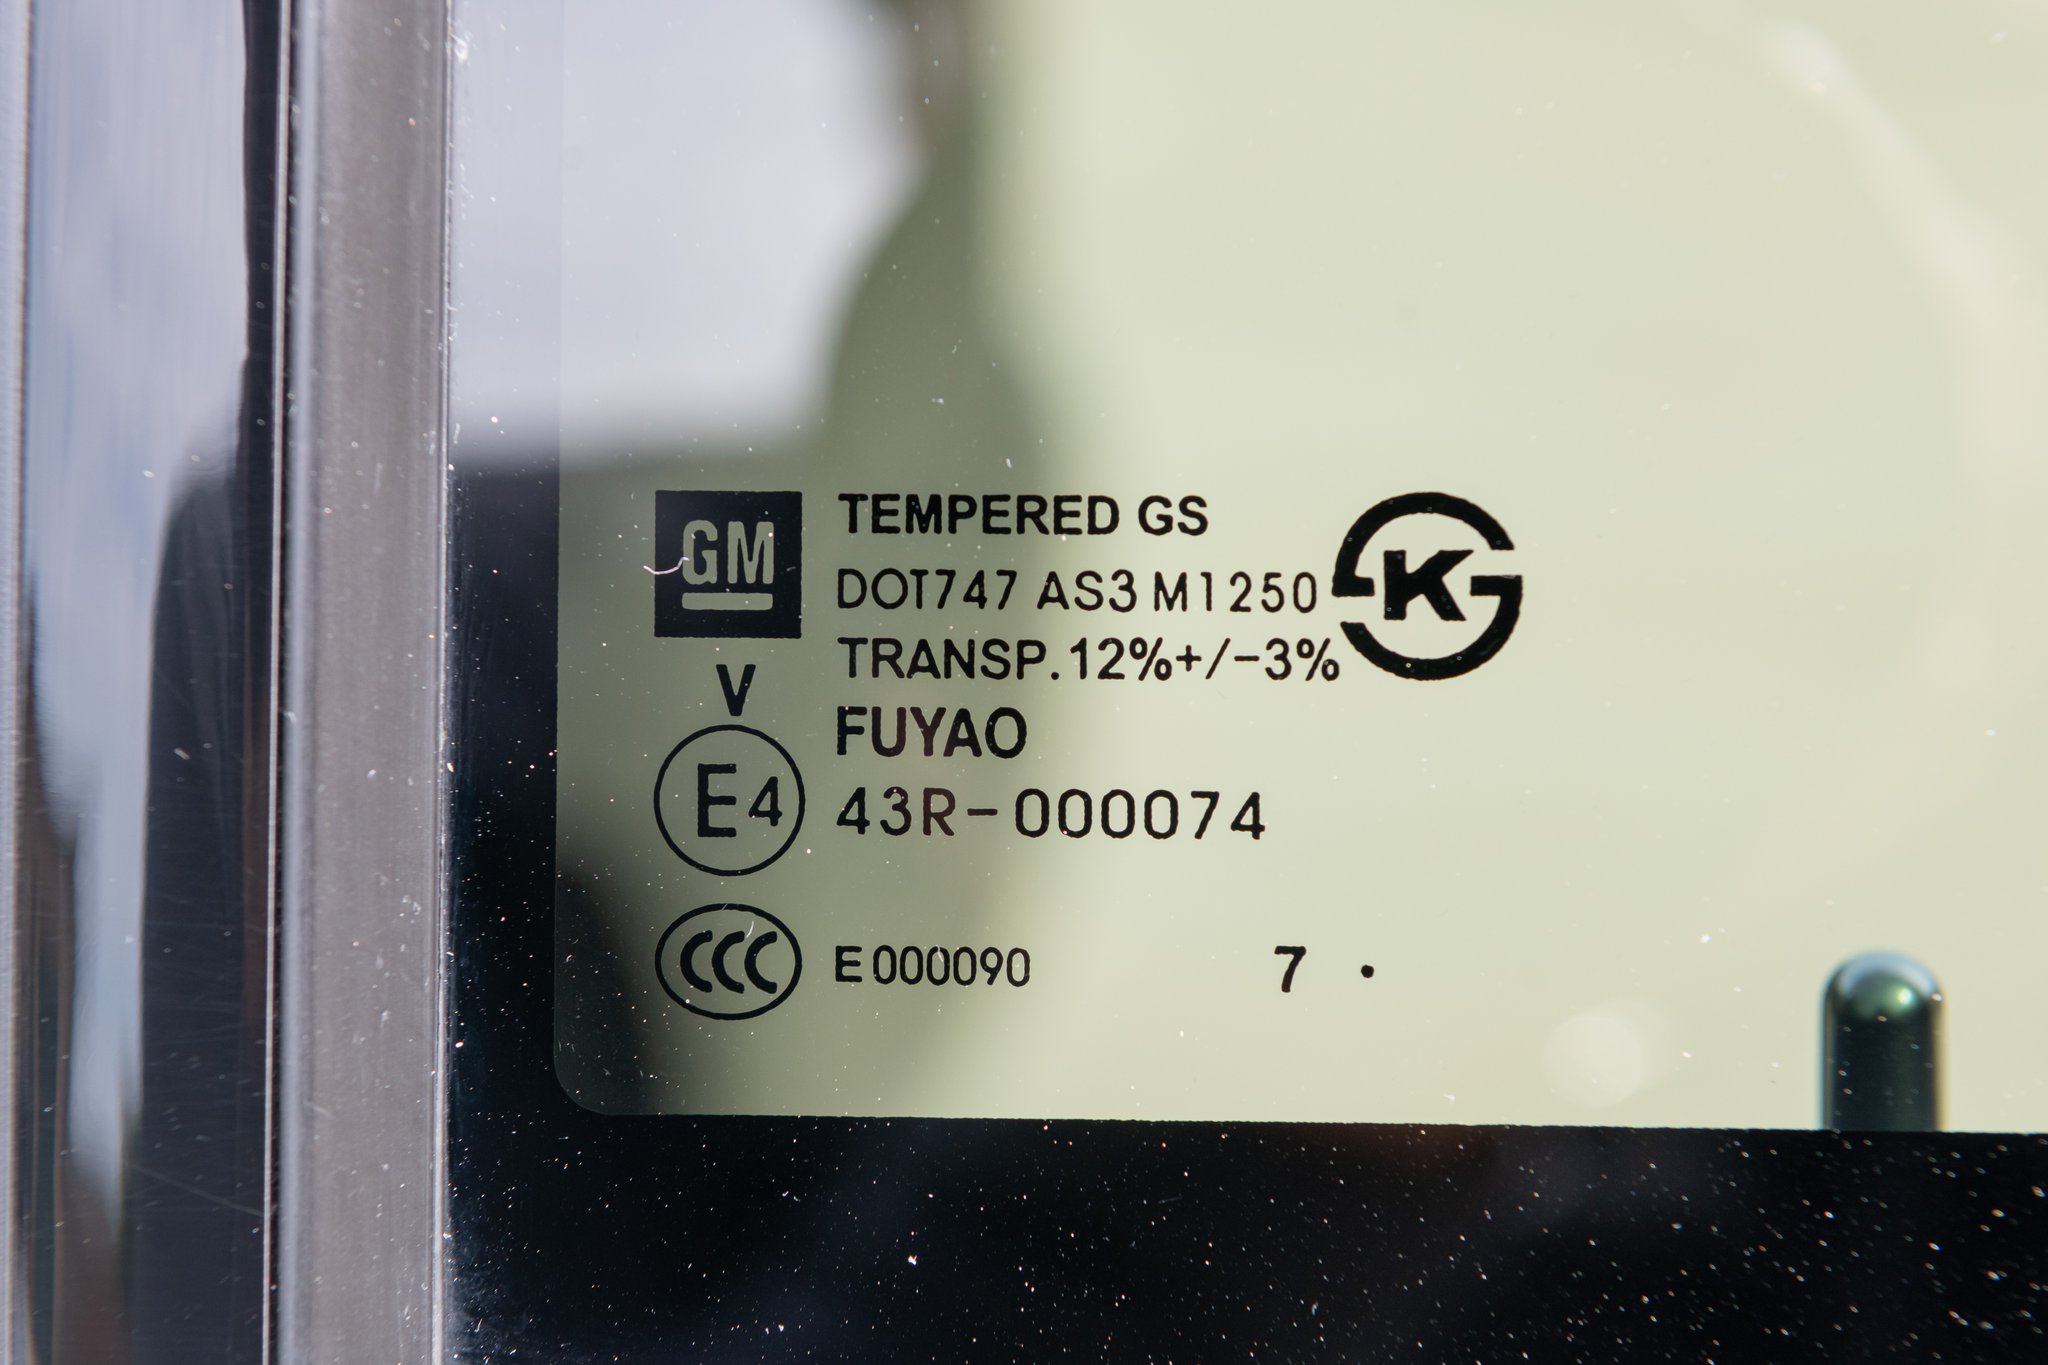 GM
TEMPERED GS
DOT747 AS3 M1250
K
TRANSP.12%+/-3%
V
FUYAO
E4
43R-000074
CCC
E000090
7 .